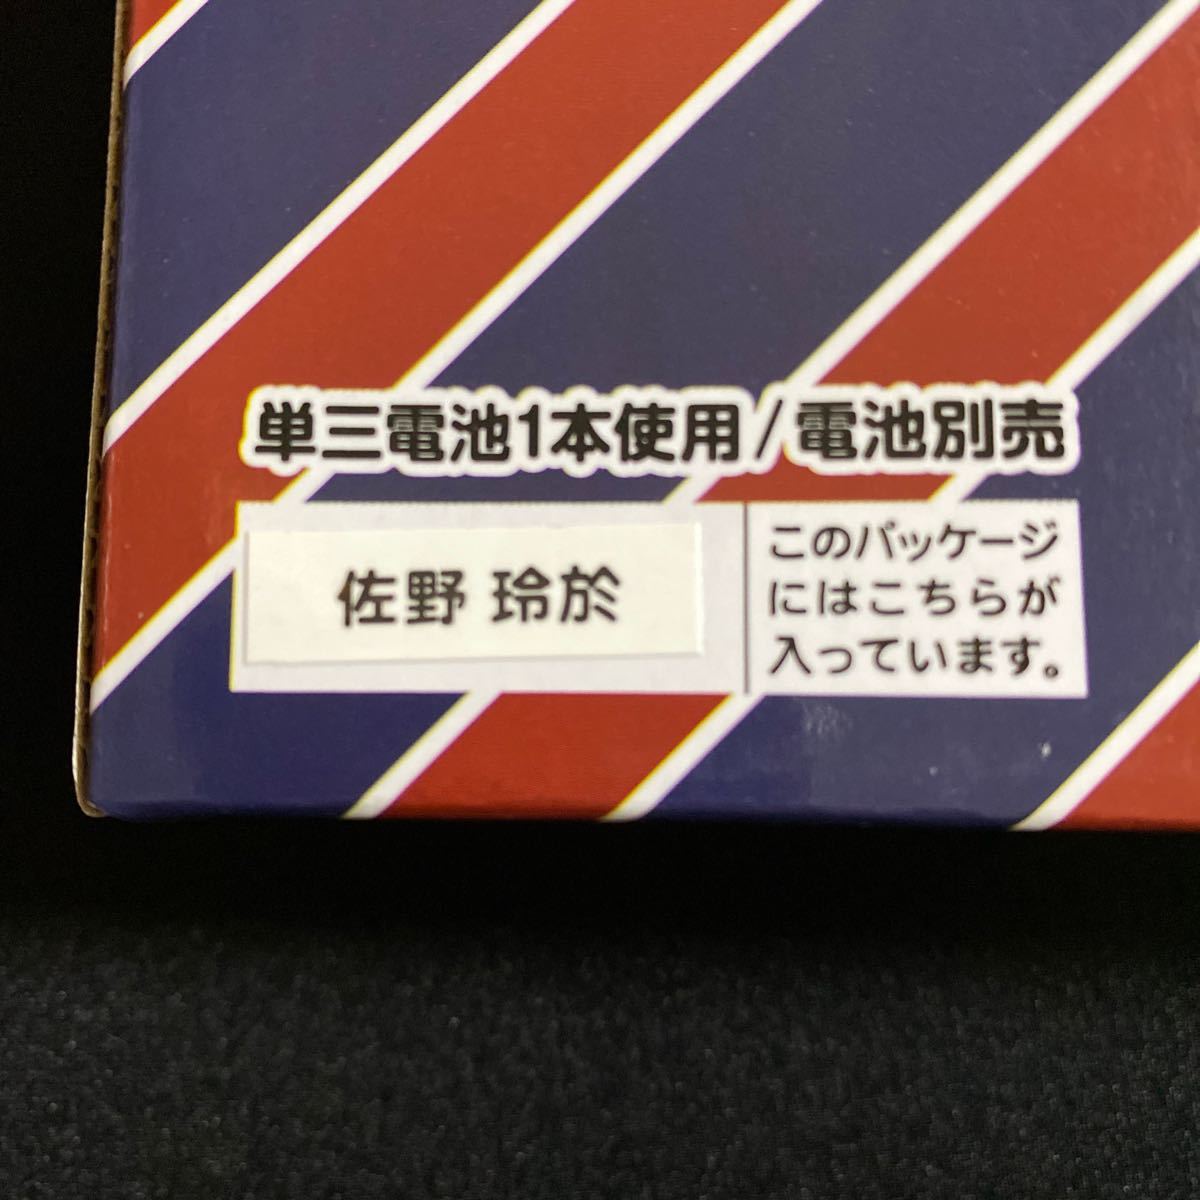 単三電池1本使用/電池別売
佐野 玲於
このパッケージ
にはこちらが
入っています。